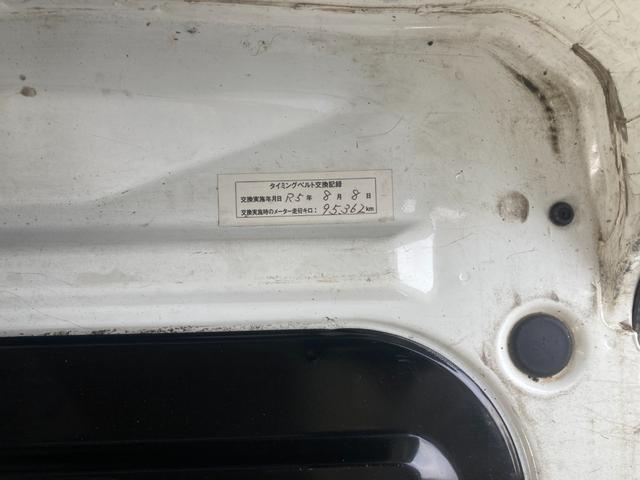 タイミングベルト交換記録
交換実施年月日 R5 年 8 月 8 日
交換実施時のメーター走行キロ： 95,362 km